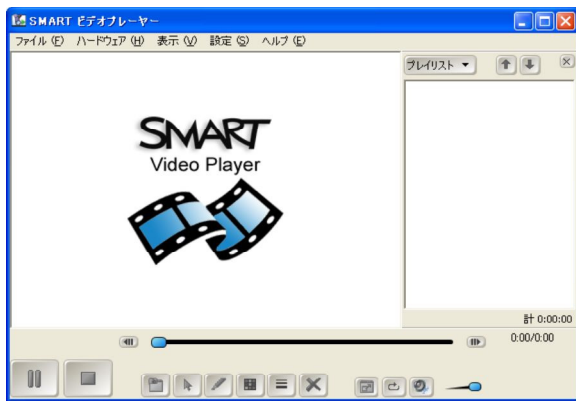 SMART ビデオプレーヤー
ファイル (F) ハードウェア (H) 表示 (V) 設定 (S) ヘルプ (E)
プレイリスト
SMART
Video Player
計 0:00:00
0:00/0:00